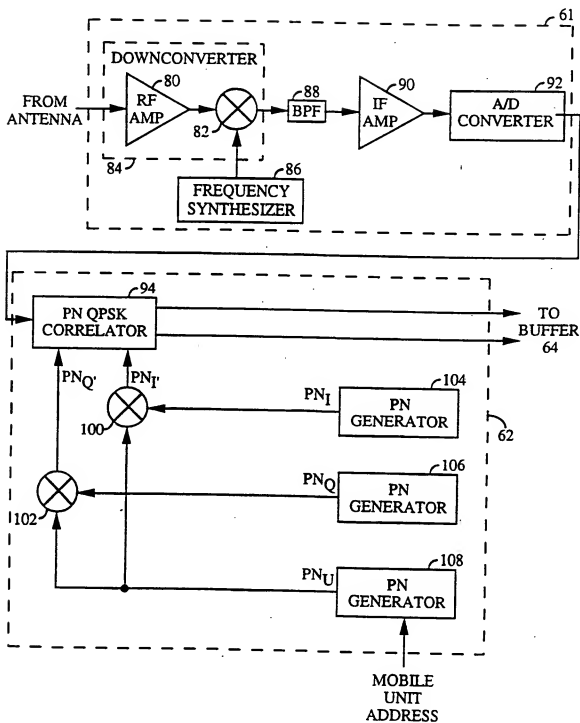 61
DOWNCONVERTER
80
RF
AMP
FROM
ANTENNA
82
84
88
BPF
90
IF
AMP
92
A/D
CONVERTER
86
FREQUENCY
SYNTHESIZER
94
PN QPSK
CORRELATOR
TO
BUFFER
64
PNQ'
PNI'
100
PNI
104
PN
GENERATOR
62
102
PNQ
106
PN
GENERATOR
PNU
108
PN
GENERATOR
MOBILE
UNIT
ADDRESS